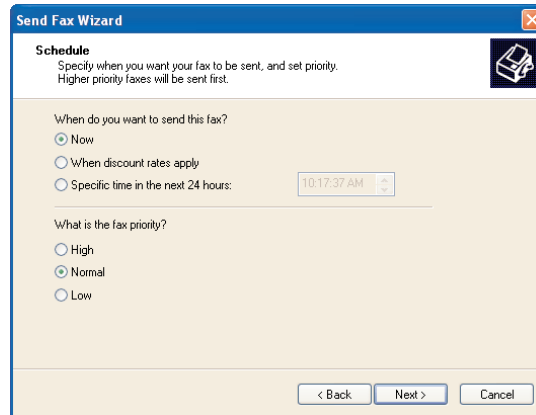 Send Fax Wizard
Schedule
Specify when you want your fax to be sent, and set priority.
Higher priority faxes will be sent first.
When do you want to send this fax?
Now
When discount rates apply
Specific time in the next 24 hours: 10:17:37 AM
What is the fax priority?
High
Normal
Low
< Back Next > Cancel